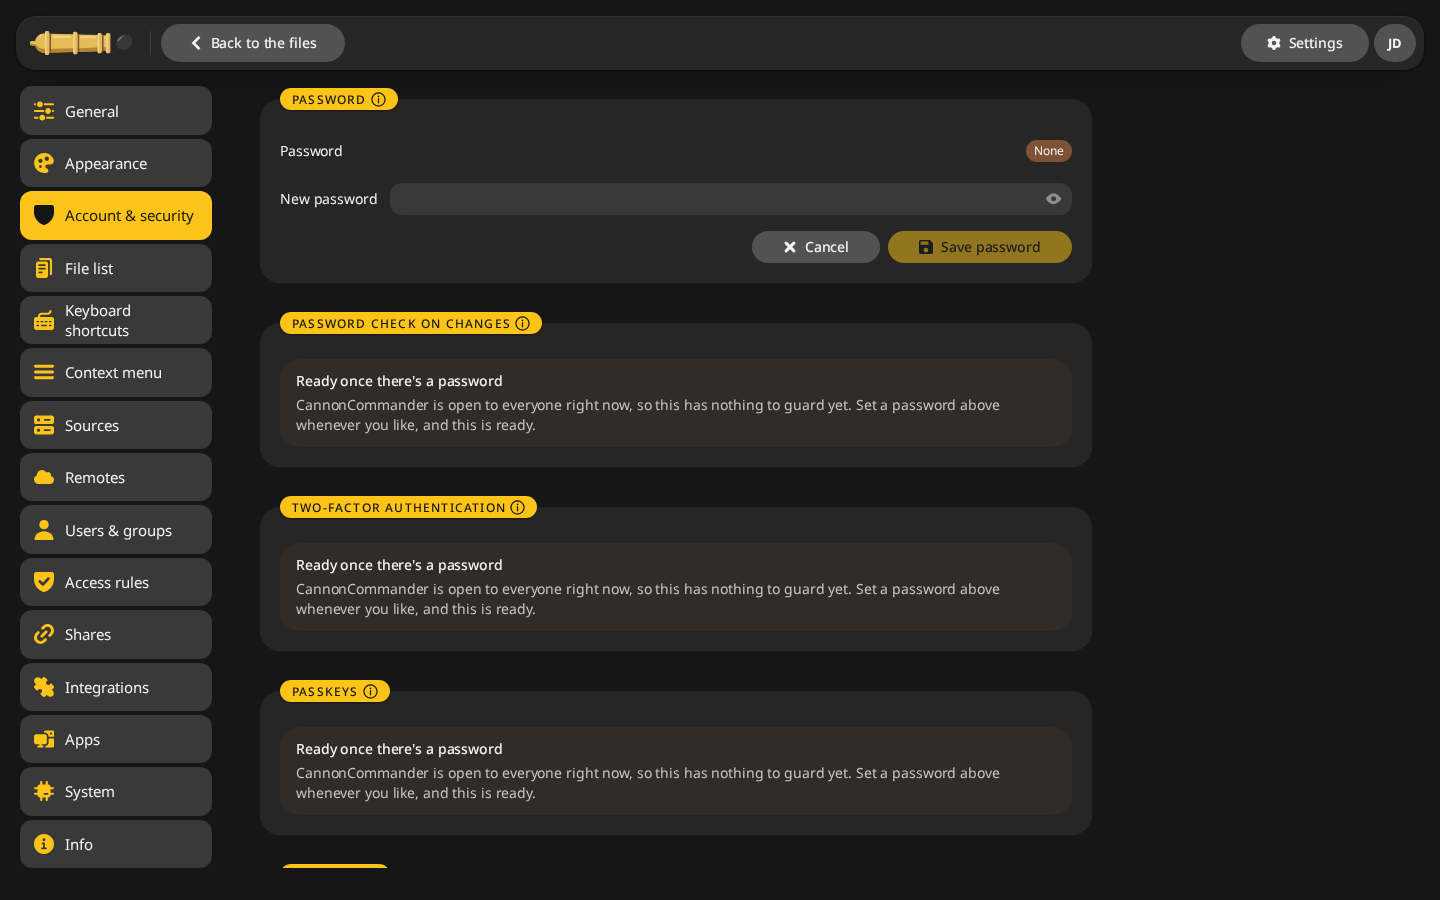 Back to the files
Settings
JD
General
Appearance
Account & security
File list
Keyboard
shortcuts
Context menu
Sources
Remotes
Users & groups
Access rules
Shares
Integrations
Apps
System
Info
PASSWORD
Password
None
New password
Cancel
Save password
PASSWORD CHECK ON CHANGES
Ready once there's a password
CannonCommander is open to everyone right now, so this has nothing to guard yet. Set a password above
whenever you like, and this is ready.
TWO-FACTOR AUTHENTICATION
Ready once there's a password
CannonCommander is open to everyone right now, so this has nothing to guard yet. Set a password above
whenever you like, and this is ready.
PASSKEYS
Ready once there's a password
CannonCommander is open to everyone right now, so this has nothing to guard yet. Set a password above
whenever you like, and this is ready.